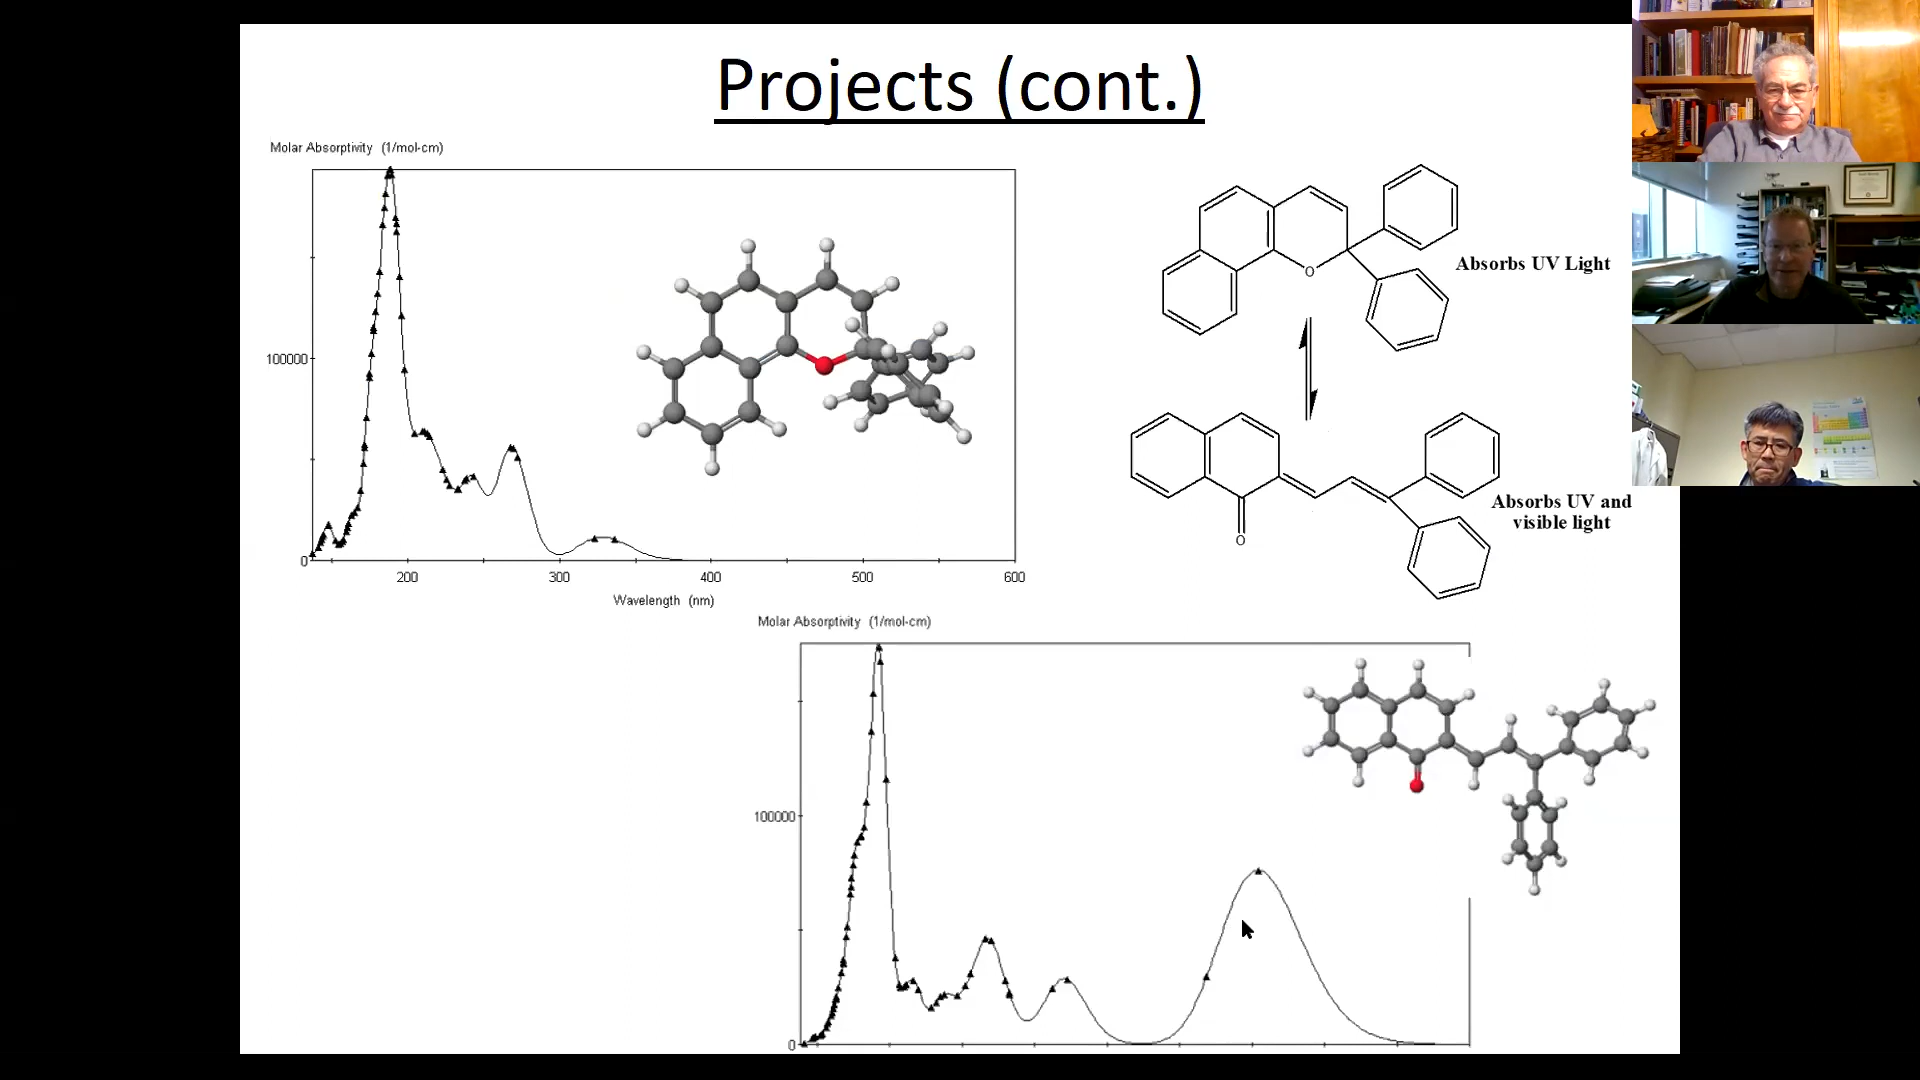 Projects (cont.)
Molar Absorptivity (1/mol-cm)
100000
0
200
300
400
500
600
Wavelength (nm)
O
Absorbs UV Light
O
Absorbs UV and
visible light
Molar Absorptivity (1/mol-cm)
100000
0